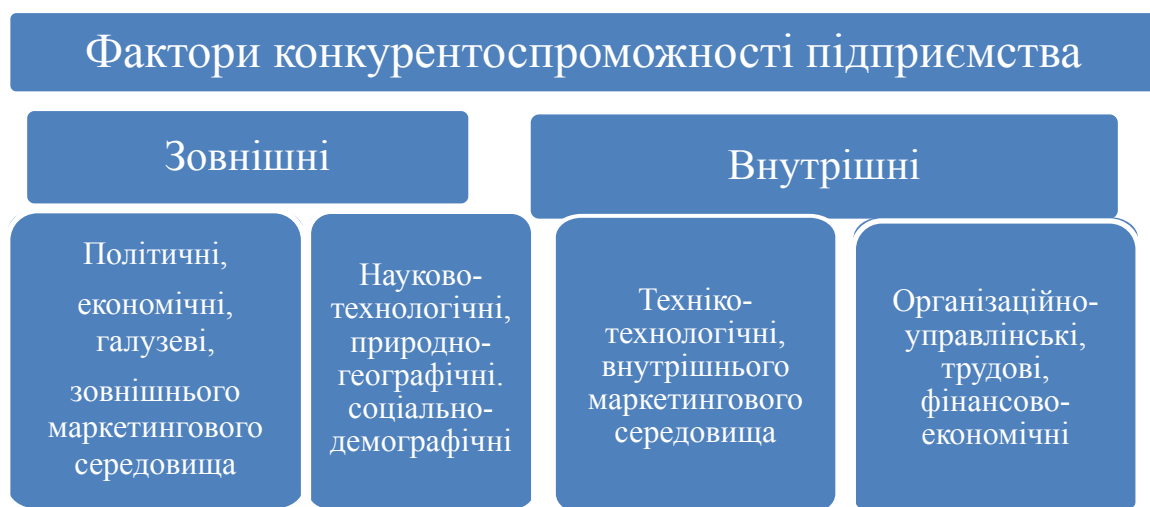 Фактори конкурентоспроможності підприємства
Зовнішні
Внутрішні
Політичні,
економічні,
галузеві,
зовнішнього
маркетингового
середовища
Науково-
технологічні,
природно-
географічні.
соціально-
демографічні
Техніко-
технологічні,
внутрішнього
маркетингового
середовища
Організаційно-
управлінські,
трудові,
фінансово-
економічні